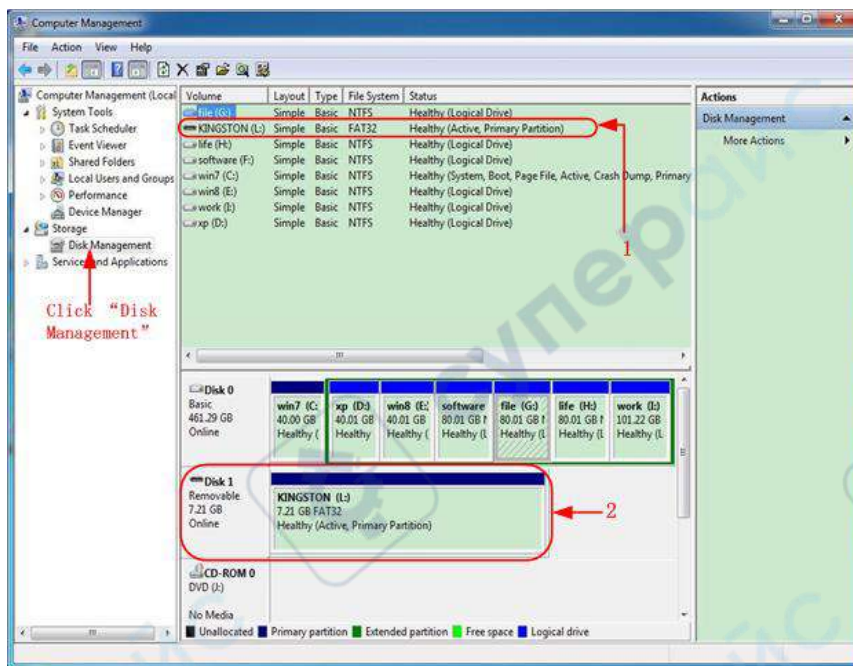 Computer Management
File Action View Help
Computer Management (Local
System Tools
Task Scheduler
Event Viewer
Shared Folders
Local Users and Groups
Performance
Device Manager
Storage
Disk Management
Services and Applications
Click “Disk
Management”
Volume Layout Type File System Status
file (G:) Simple Basic NTFS Healthy (Logical Drive)
KINGSTON (L:) Simple Basic FAT32 Healthy (Active, Primary Partition)
life (H:) Simple Basic NTFS Healthy (Logical Drive)
software (F:) Simple Basic NTFS Healthy (Logical Drive)
win7 (C:) Simple Basic NTFS Healthy (System, Boot, Page File, Active, Crash Dump, Primary
win8 (E:) Simple Basic NTFS Healthy (Logical Drive)
work (I:) Simple Basic NTFS Healthy (Logical Drive)
xp (D:) Simple Basic NTFS Healthy (Logical Drive)
1
Disk 0
Basic
461.29 GB
Online
win7 (C:
40.00 GB
Healthy (
xp (D:)
40.01 GB
Healthy
win8 (E:
40.01 GB
Healthy (
software
80.01 GB
Healthy (L
file (G:)
80.01 GB
Healthy (L
life (H:)
80.01 GB
Healthy (L
work (I:)
101.22 GB
Healthy (L
Disk 1
Removable
7.21 GB
Online
KINGSTON (L:)
7.21 GB FAT32
Healthy (Active, Primary Partition)
2
CD-ROM 0
DVD (J:)
No Media
Unallocated Primary partition Extended partition Free space Logical drive
Actions
Disk Management
More Actions
суперайс